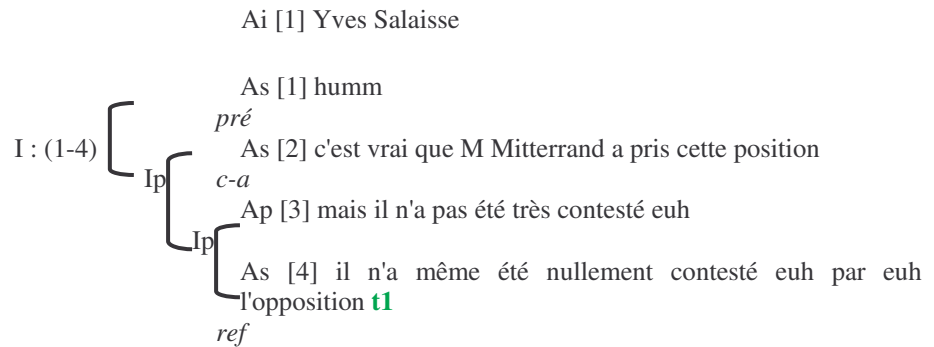 Ai [1] Yves Salaisse
As [1] humm
pré
I : (1-4)
As [2] c'est vrai que M Mitterrand a pris cette position
Ip
c-a
Ap [3] mais il n'a pas été très contesté euh
Ip
As [4] il n'a même été nullement contesté euh par euh
l'opposition t1
ref